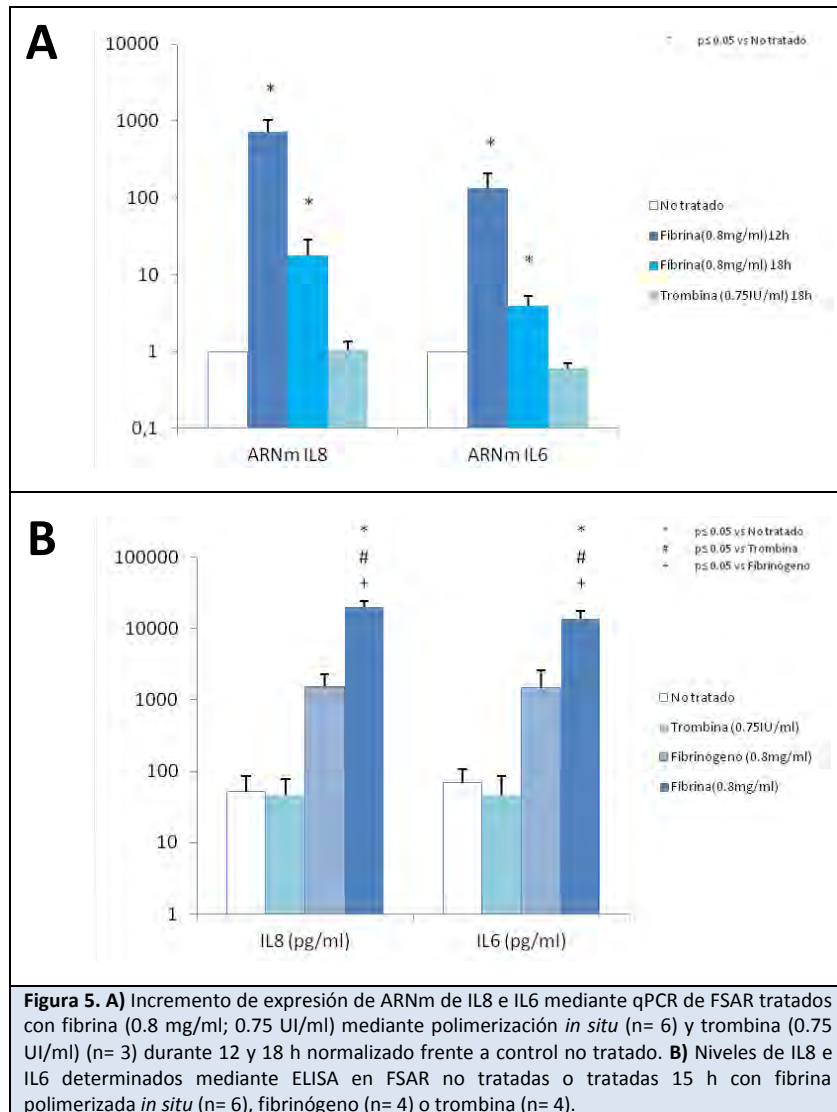 A
10000
1000
100
10
1
0,1
*
*
*
*
ARNm IL8
ARNm IL6
* p≤ 0.05 vs No tratado
No tratado
Fibrina(0.8mg/ml) 12h
Fibrina(0.8mg/ml) 18h
Trombina (0.75IU/ml) 18h
B
100000
10000
1000
100
10
1
*
#
+
*
#
+
IL8 (pg/ml)
IL6 (pg/ml)
* p≤ 0.05 vs No tratado
# p≤ 0.05 vs Trombina
+ p≤ 0.05 vs Fibrinógeno
No tratado
Trombina (0.75IU/ml)
Fibrinógeno (0.8mg/ml)
Fibrina(0.8mg/ml)
Figura 5. A) Incremento de expresión de ARNm de IL8 e IL6 mediante qPCR de FSAR tratados
con fibrina (0.8 mg/ml; 0.75 UI/ml) mediante polimerización in situ (n= 6) y trombina (0.75
UI/ml) (n= 3) durante 12 y 18 h normalizado frente a control no tratado. B) Niveles de IL8 e
IL6 determinados mediante ELISA en FSAR no tratadas o tratadas 15 h con fibrina
polimerizada in situ (n= 6), fibrinógeno (n= 4) o trombina (n= 4).